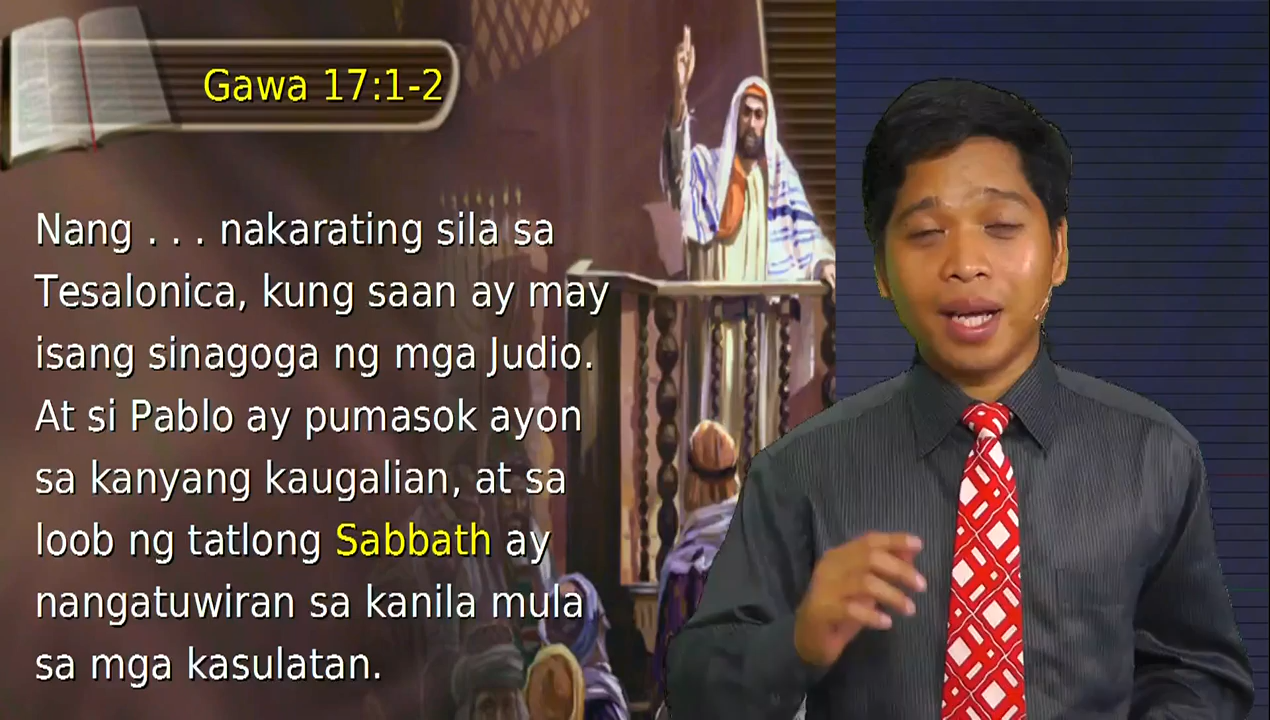 Gawa 17:1-2
Nang . . . nakarating sila sa
Tesalonica, kung saan ay may
isang sinagoga ng mga Judio.
At si Pablo ay pumasok ayon
sa kanyang kaugalian, at sa
loob ng tatlong Sabbath ay
nangatuwiran sa kanila mula
sa mga kasulatan.